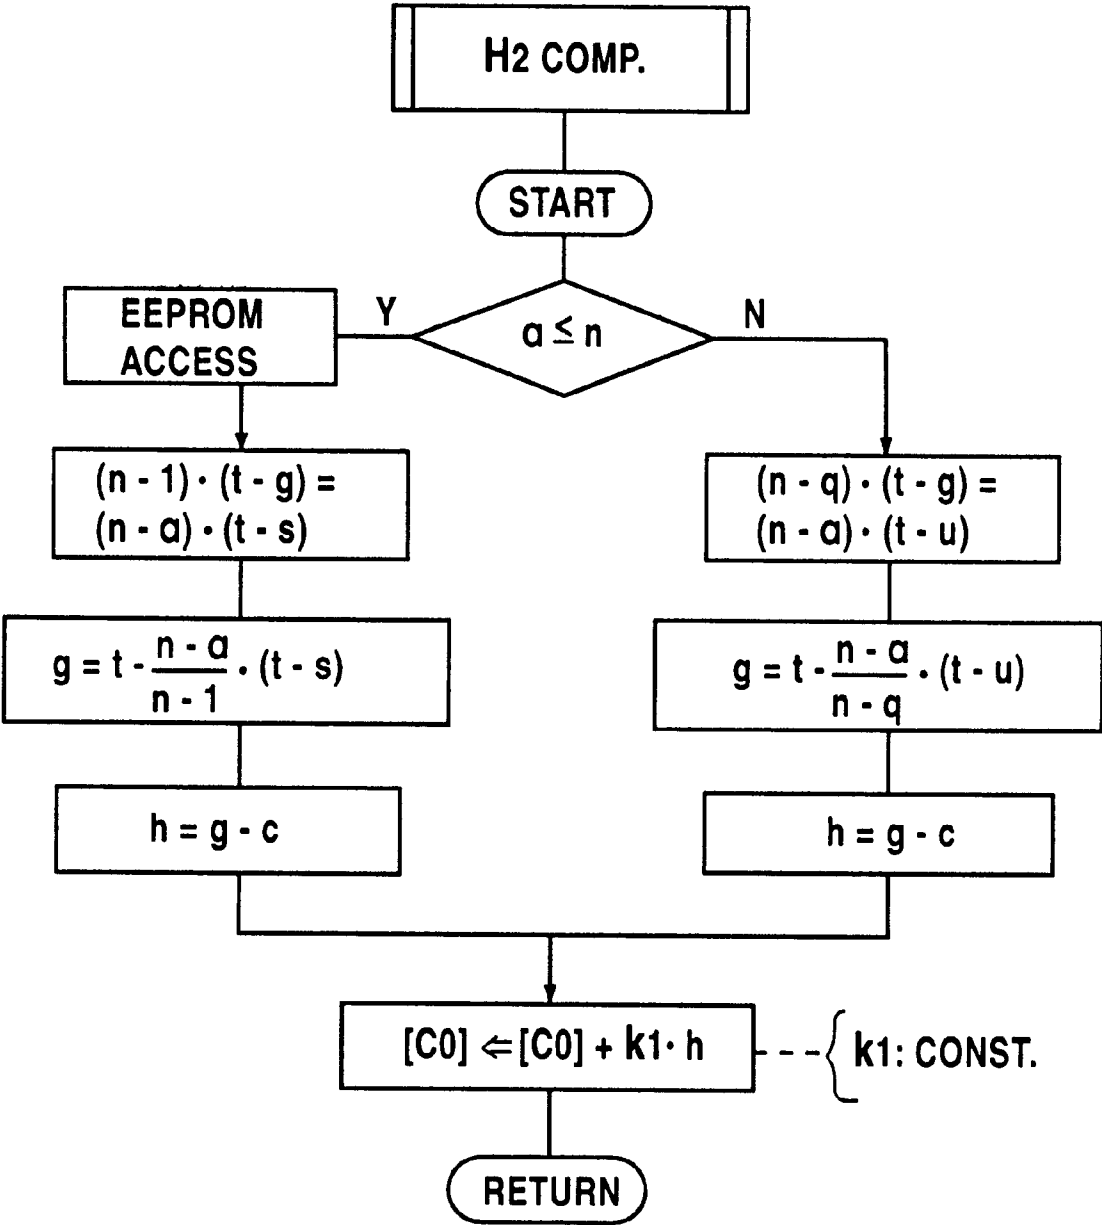 H2 COMP.
START
a ≤ n
Y
N
EEPROM
ACCESS
(n - 1) · (t - g) =
(n - a) · (t - s)
g = t - n - a / n - 1 · (t - s)
h = g - c
(n - q) · (t - g) =
(n - a) · (t - u)
g = t - n - a / n - q · (t - u)
h = g - c
[C0] ⇐ [C0] + k1· h
k1: CONST.
RETURN